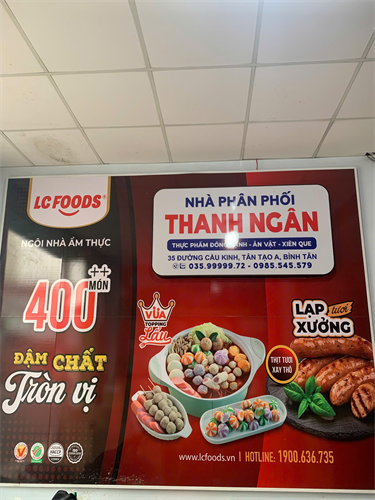 LC FOODS®
NGÔI NHÀ ẨM THỰC
400++
MÓN
ĐẬM CHẤT
Tròn vị
HACCP
NHÀ PHÂN PHỐI
THANH NGÂN
THỰC PHẨM ĐÔNG LẠNH - ĂN VẶT - XIÊN QUE
35 ĐƯỜNG CẦU KINH, TÂN TẠO A, BÌNH TÂN
035.99999.72 - 0985.545.579
VUA
TOPPING
Lẩu
LẠP tươi
XƯỞNG
THỊT TƯƠI
XAY THÔ
www.lcfoods.vn | HOTLINE: 1900.636.735